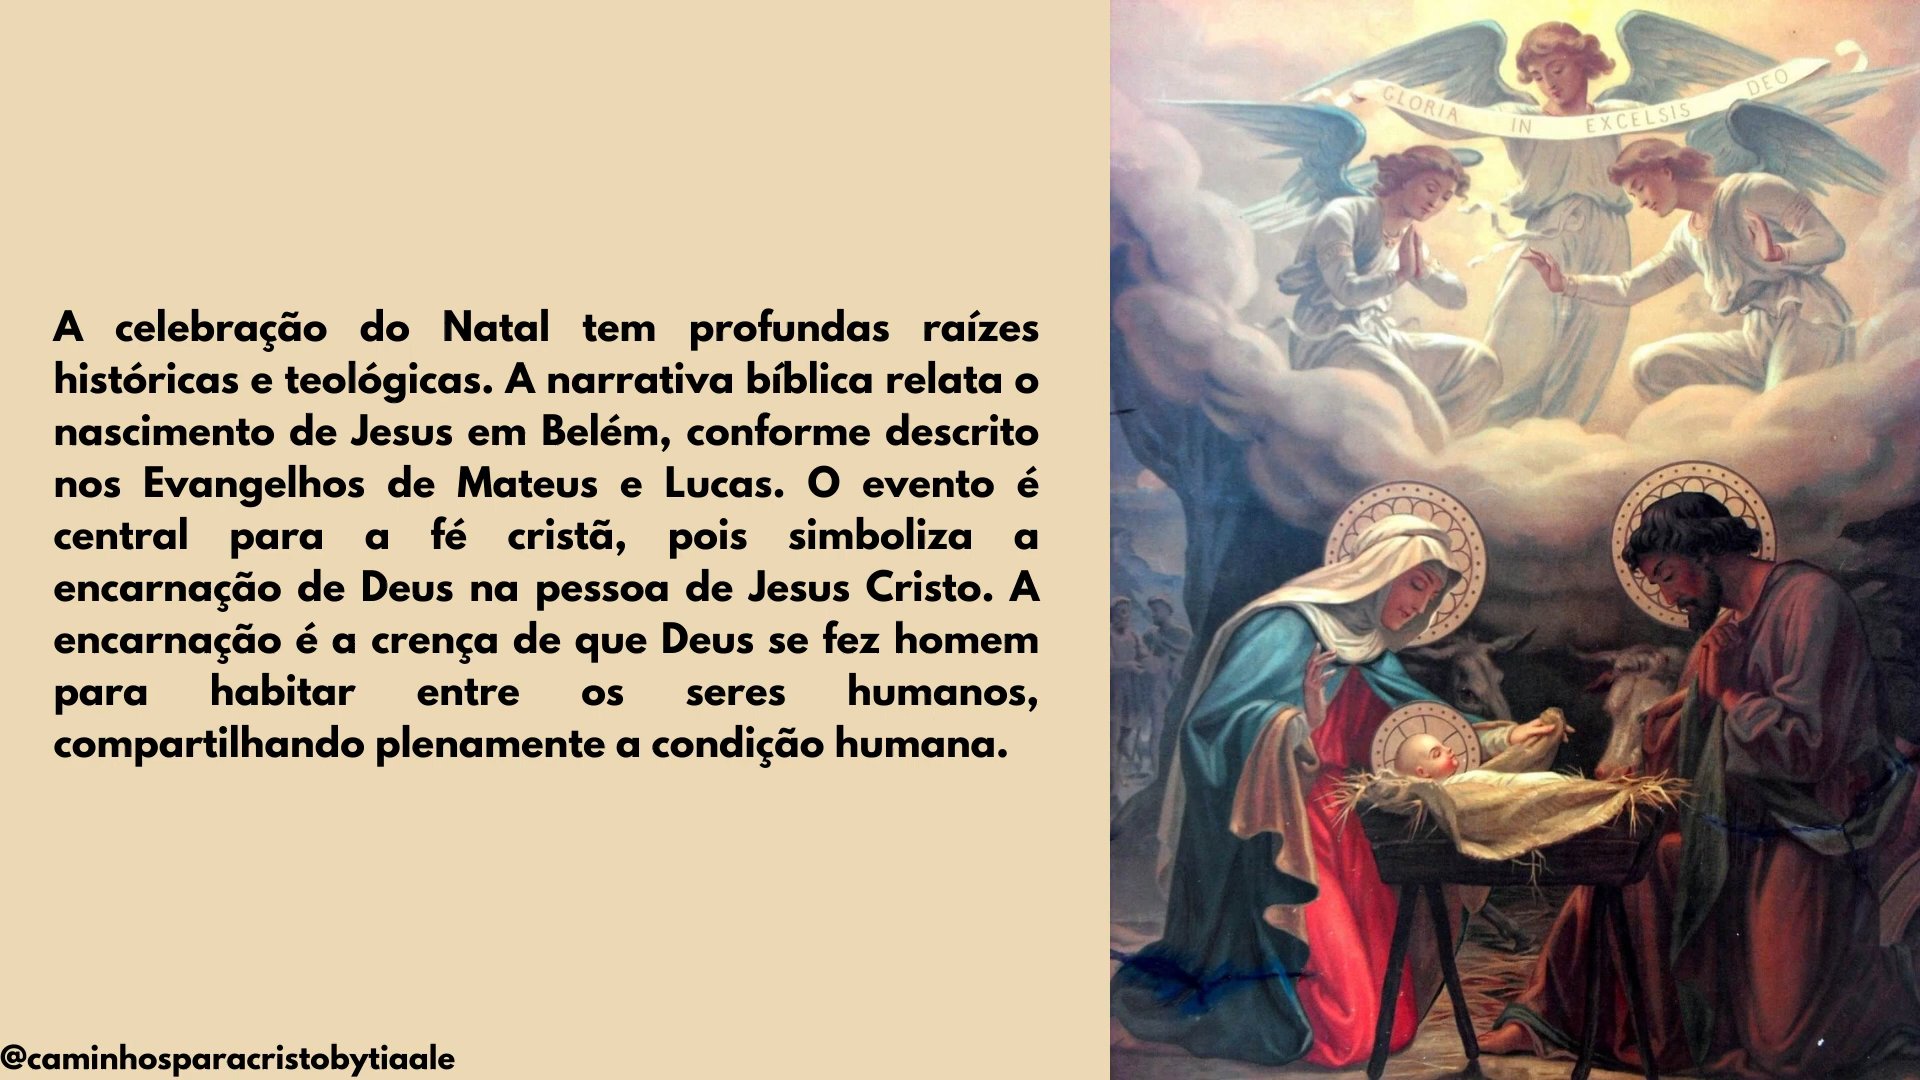 A celebração do Natal tem profundas raízes
históricas e teológicas. A narrativa bíblica relata o
nascimento de Jesus em Belém, conforme descrito
nos Evangelhos de Mateus e Lucas. O evento é
central para a fé cristã, pois simboliza a
encarnação de Deus na pessoa de Jesus Cristo. A
encarnação é a crença de que Deus se fez homem
para habitar entre os seres humanos,
compartilhando plenamente a condição humana.
@caminhosparacristobytiaale
GLORIA IN EXCELSIS DEO